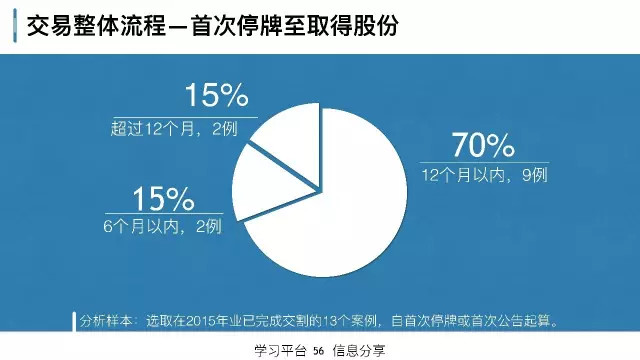 交易整体流程—首次停牌至取得股份
15%
超过12个月，2例
70%
12个月以内，9例
15%
6个月以内，2例
分析样本：选取在2015年业已完成交割的13个案例，自首次停牌或首次公告起算。
学习平台 56 信息分享